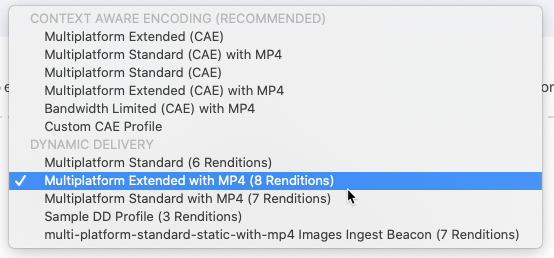 CONTEXT AWARE ENCODING (RECOMMENDED)
Multiplatform Extended (CAE)
Multiplatform Standard (CAE) with MP4
Multiplatform Standard (CAE)
Multiplatform Extended (CAE) with MP4
Bandwidth Limited (CAE) with MP4
Custom CAE Profile
DYNAMIC DELIVERY
Multiplatform Standard (6 Renditions)
✓ Multiplatform Extended with MP4 (8 Renditions)
Multiplatform Standard with MP4 (7 Renditions)
Sample DD Profile (3 Renditions)
multi-platform-standard-static-with-mp4 Images Ingest Beacon (7 Renditions)